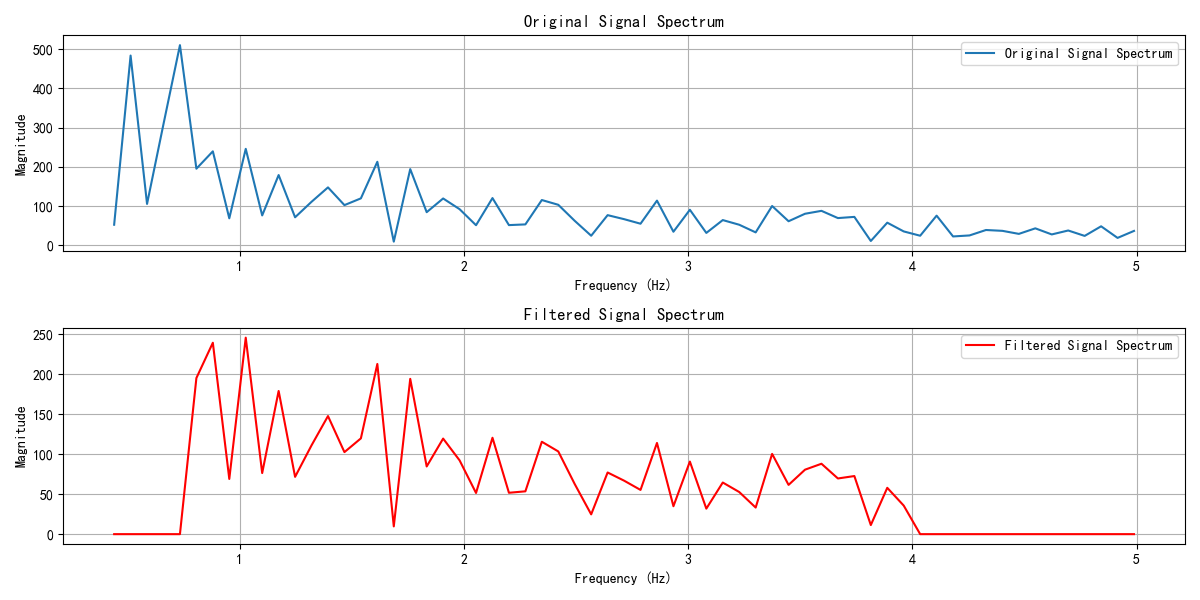 Original Signal Spectrum
Original Signal Spectrum
Magnitude
500
400
300
200
100
0
1
2
3
4
5
Frequency (Hz)
Filtered Signal Spectrum
Filtered Signal Spectrum
Magnitude
250
200
150
100
50
0
1
2
3
4
5
Frequency (Hz)